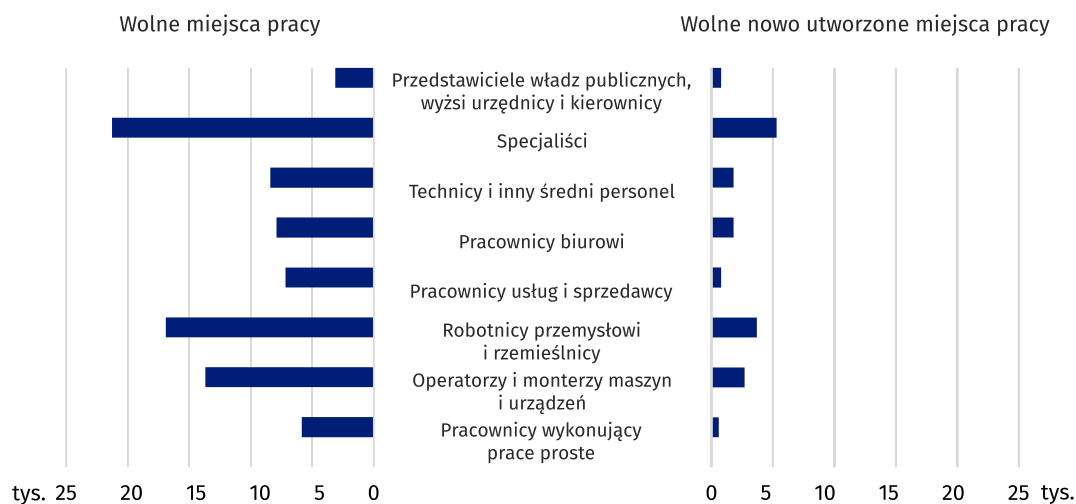 Wolne miejsca pracy
Wolne nowo utworzone miejsca pracy
Przedstawiciele władz publicznych,
wyżsi urzędnicy i kierownicy
Specjaliści
Technicy i inny średni personel
Pracownicy biurowi
Pracownicy usług i sprzedawcy
Robotnicy przemysłowi
i rzemieślnicy
Operatorzy i monterzy maszyn
i urządzeń
Pracownicy wykonujący
prace proste
tys. 25 20 15 10 5 0
0 5 10 15 20 25 tys.